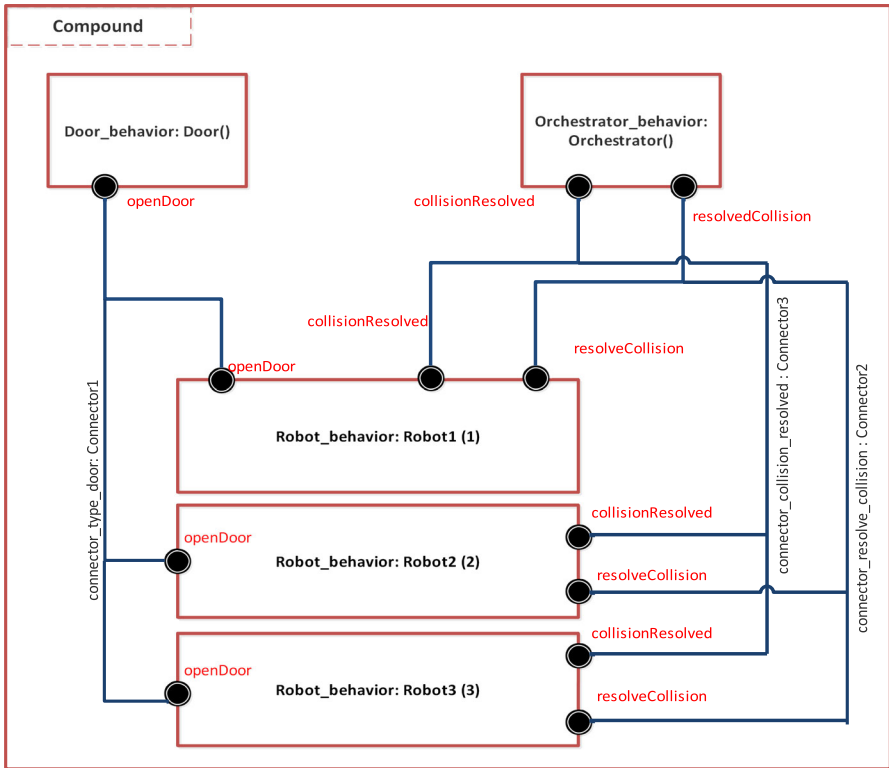 Compound
Door_behavior: Door()
Orchestrator_behavior:
Orchestrator()
openDoor
collisionResolved
resolvedCollision
collisionResolved
resolveCollision
openDoor
Robot_behavior: Robot1 (1)
connector_type_door: Connector1
connector_collision_resolved : Connector3
connector_resolve_collision : Connector2
collisionResolved
openDoor
Robot_behavior: Robot2 (2)
resolveCollision
collisionResolved
openDoor
Robot_behavior: Robot3 (3)
resolveCollision